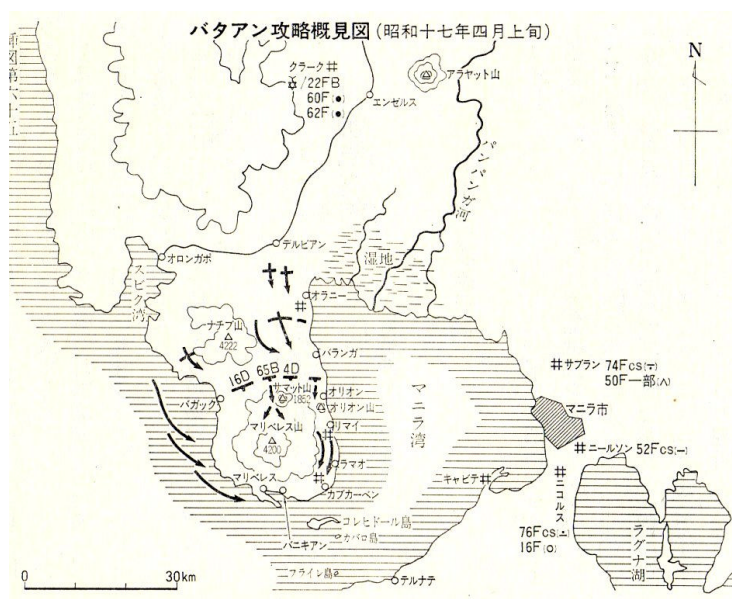 バタアン攻略概見図(昭和十七年四月上旬)
挿図第六十五
N
クラーク
/22FB
60F(●)
62F(●)
エンゼルス
アラヤット山
パンパンガ河
テルビアン
オロンガポ
スビク湾
湿地
オラニー
ナチブ山
4222
バランガ
16D 65B 4D
サマット山
1852
バガック
オリオン
オリオン山
リマイ
マリベレス山
4200
ラマオ
マリベレス
カブカーベン
バニキアン
マニラ湾
サブラン 74Fcs
50F一部(∧)
マニラ市
ニールソン 52Fcs(一)
キャビテ
ニコルス
76Fcs
16F(○)
ラグナ湖
コレヒドール島
カバロ島
フライン島
テルナテ
0 30km